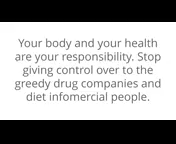 Your body and your health
are your responsibility. Stop
giving control over to the
greedy drug companies and
diet infomercial people.